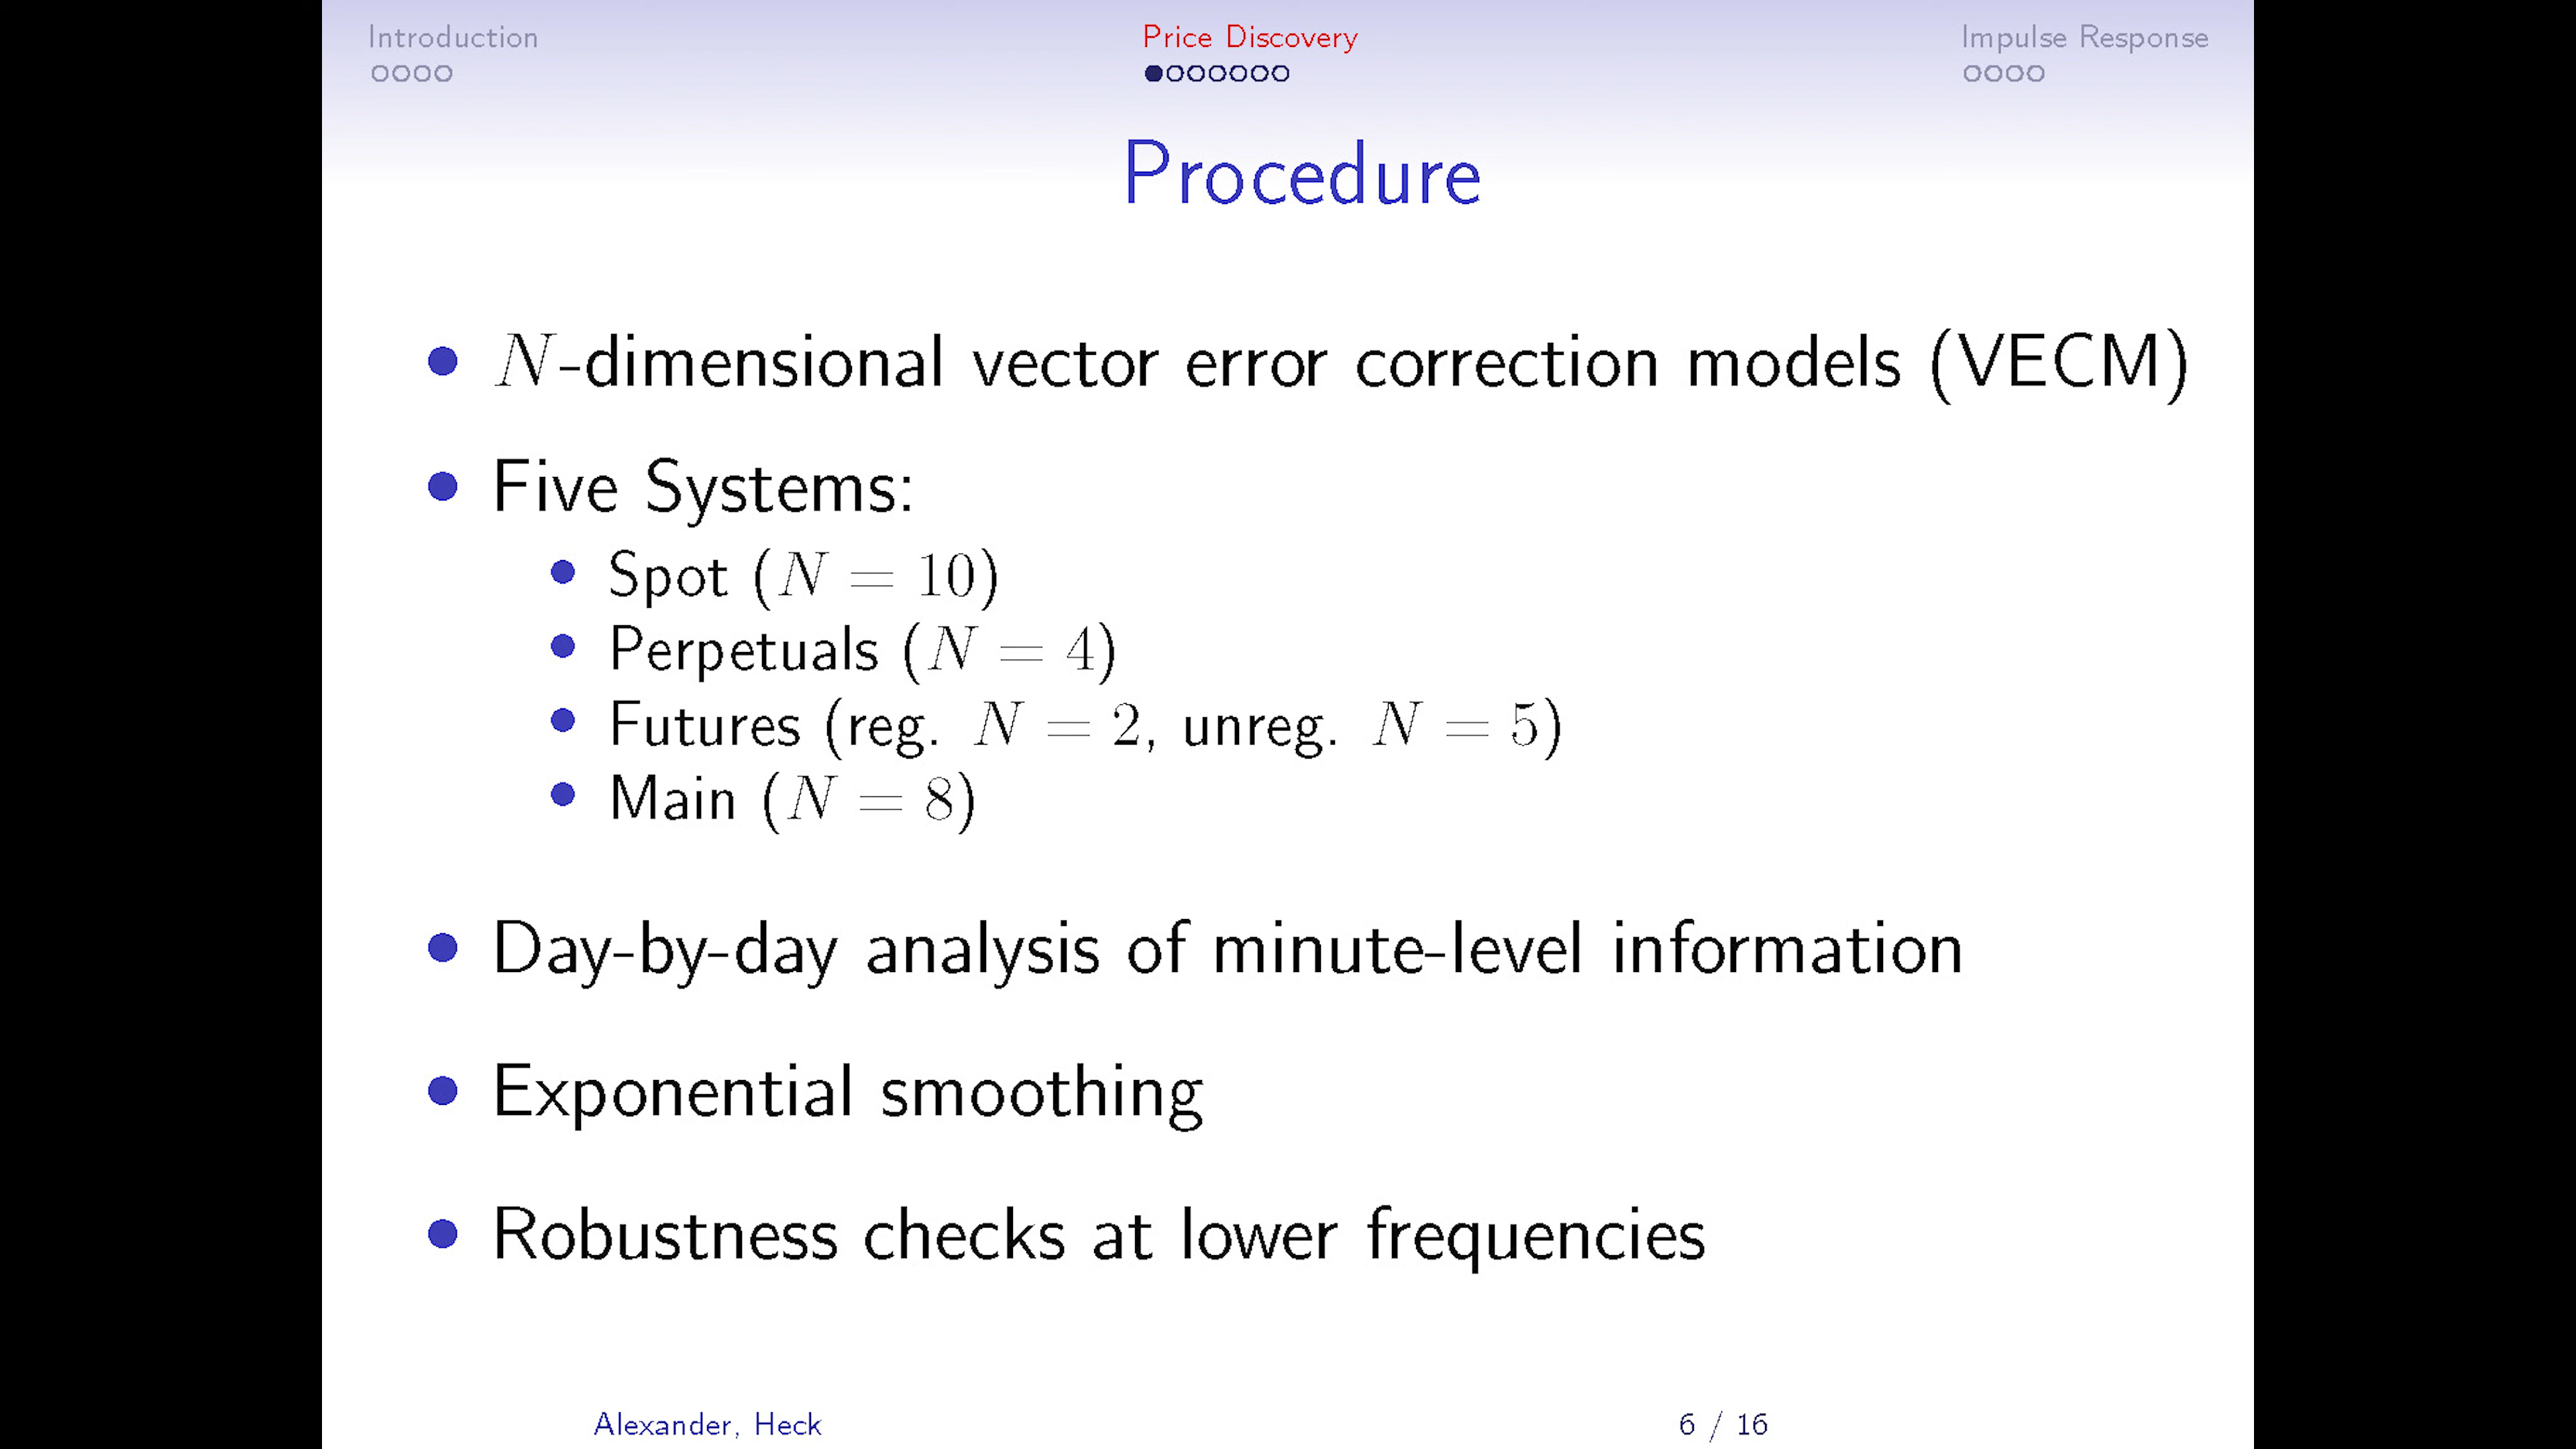 Introduction
Price Discovery
Impulse Response
Procedure
• N-dimensional vector error correction models (VECM)
• Five Systems:
• Spot (N = 10)
• Perpetuals (N = 4)
• Futures (reg. N = 2, unreg. N = 5)
• Main (N = 8)
• Day-by-day analysis of minute-level information
• Exponential smoothing
• Robustness checks at lower frequencies
Alexander, Heck
6 / 16